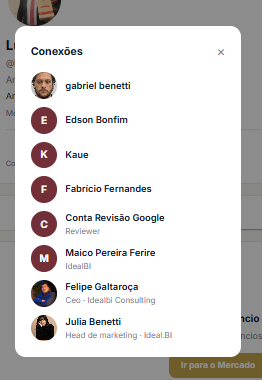 Conexões
×
gabriel benetti
E
Edson Bonfim
K
Kaue
F
Fabrício Fernandes
C
Conta Revisão Google
Reviewer
M
Maico Pereira Ferire
IdealBI
Felipe Galtaroça
Ceo · Idealbi Consulting
Julia Benetti
Head de marketing · Ideal.BI
Ir para o Mercado